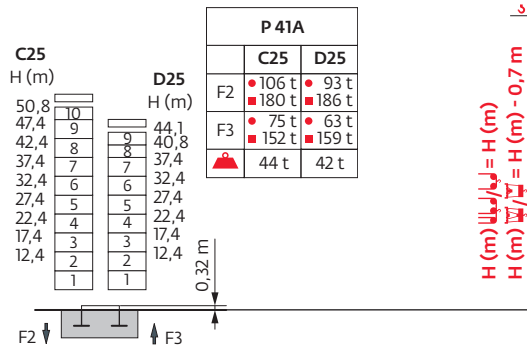 C25
H (m)
50,8
47,4
42,4
37,4
32,4
27,4
22,4
17,4
12,4
10
9
8
7
6
5
4
3
2
1
D25
H (m)
44,1
40,8
37,4
32,4
27,4
22,4
17,4
12,4
9
8
7
6
5
4
3
2
1
P 41A
C25 D25
F2 106 t 93 t
180 t 186 t
F3 75 t 63 t
152 t 159 t
44 t 42 t
0,32 m
F2 F3
H (m) / = H (m)
H (m) / = H (m) - 0,7 m